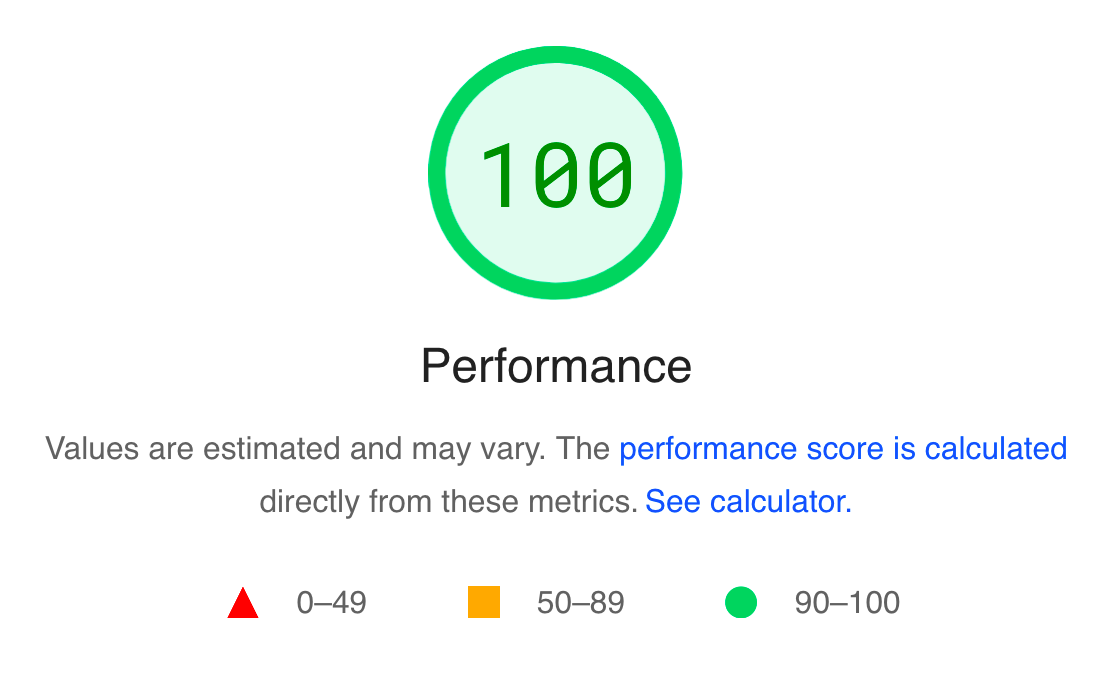 100
Performance
Values are estimated and may vary. The performance score is calculated
directly from these metrics. See calculator.
0–49 50–89 90–100